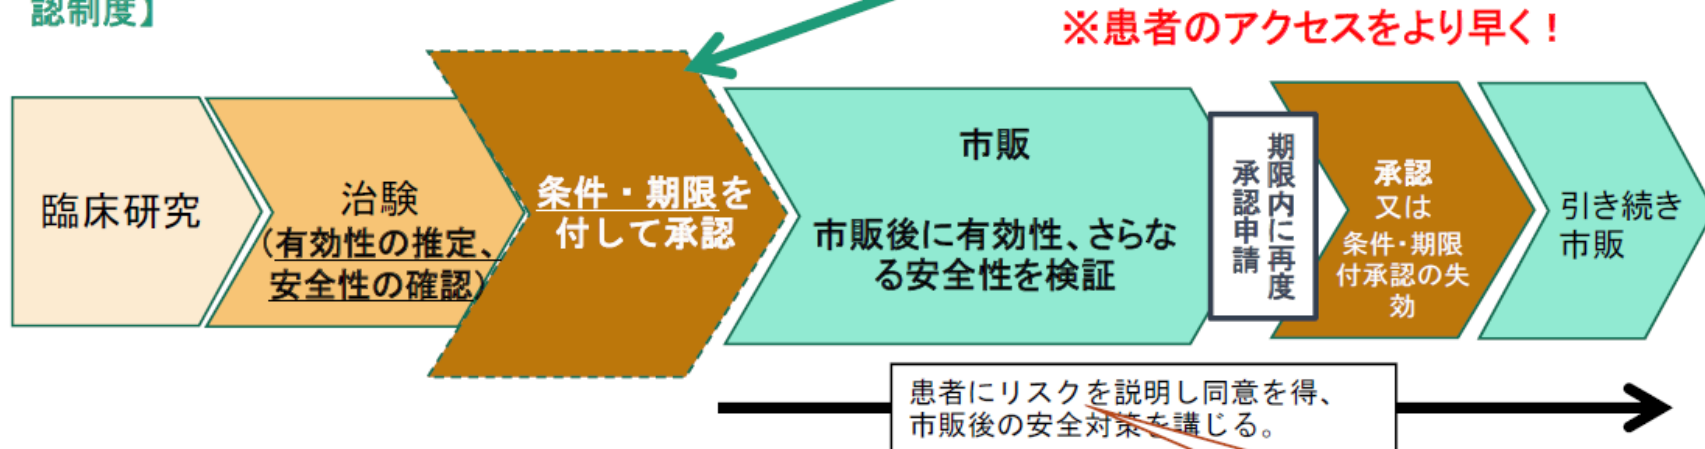 認制度】
※患者のアクセスをより早く！
臨床研究
治験
（有効性の推定、
安全性の確認）
条件・期限を
付して承認
市販
市販後に有効性、さらな
る安全性を検証
期限内に再度
承認申請
承認
又は
条件・期限
付承認の失
効
引き続き
市販
患者にリスクを説明し同意を得、
市販後の安全対策を講じる。